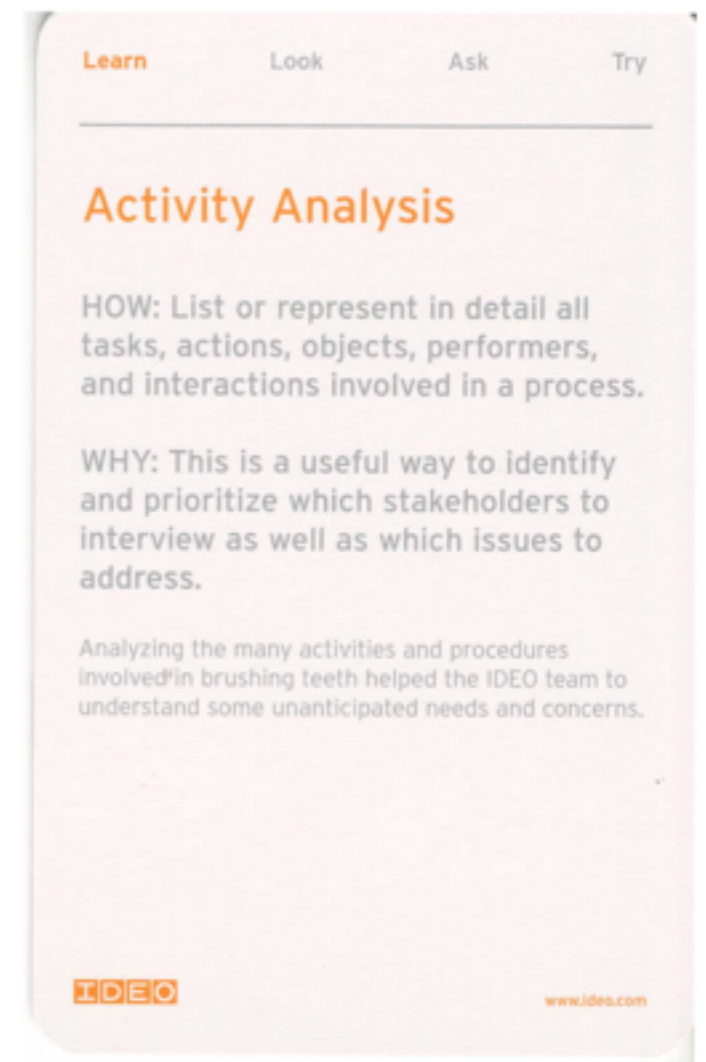 Learn Look Ask Try
Activity Analysis
HOW: List or represent in detail all
tasks, actions, objects, performers,
and interactions involved in a process.
WHY: This is a useful way to identify
and prioritize which stakeholders to
interview as well as which issues to
address.
Analyzing the many activities and procedures
involved in brushing teeth helped the IDEO team to
understand some unanticipated needs and concerns.
IDEO
www.ideo.com